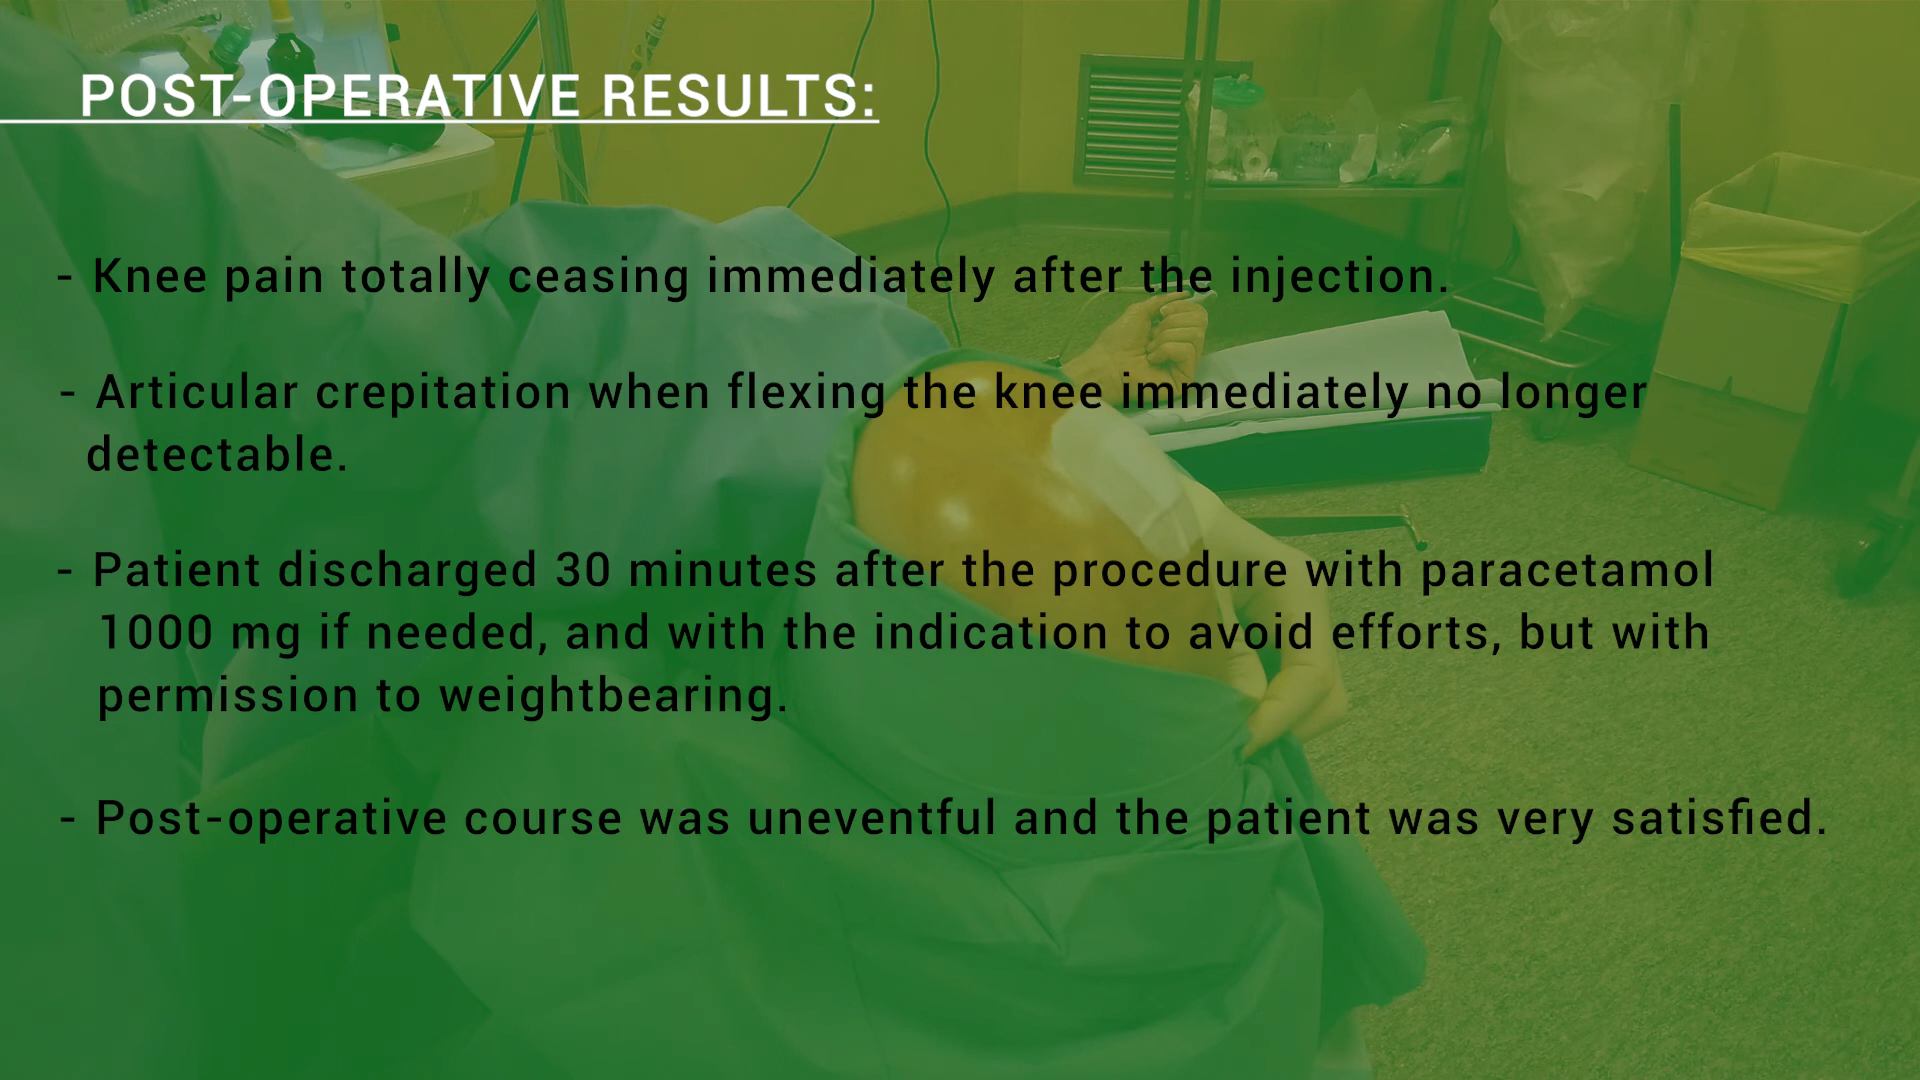 POST-OPERATIVE RESULTS:
- Knee pain totally ceasing immediately after the injection.
- Articular crepitation when flexing the knee immediately no longer
detectable.
- Patient discharged 30 minutes after the procedure with paracetamol
1000 mg if needed, and with the indication to avoid efforts, but with
permission to weightbearing.
- Post-operative course was uneventful and the patient was very satisfied.